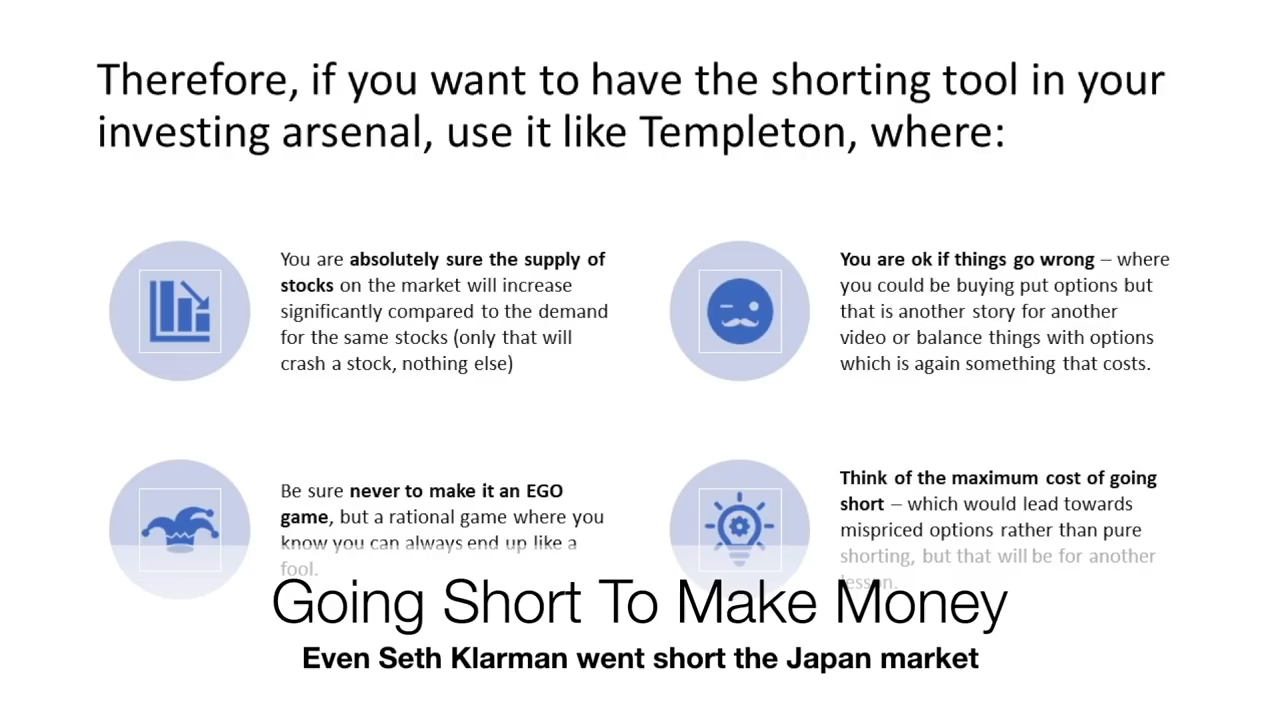 Therefore, if you want to have the shorting tool in your
investing arsenal, use it like Templeton, where:
You are absolutely sure the supply of
stocks on the market will increase
significantly compared to the demand
for the same stocks (only that will
crash a stock, nothing else)
You are ok if things go wrong – where
you could be buying put options but
that is another story for another
video or balance things with options
which is again something that costs.
Be sure never to make it an EGO
game, but a rational game where you
know you can always end up like a
fool.
Think of the maximum cost of going
short – which would lead towards
mispriced options rather than pure
shorting, but that will be for another
lesson.
Going Short To Make Money
Even Seth Klarman went short the Japan market